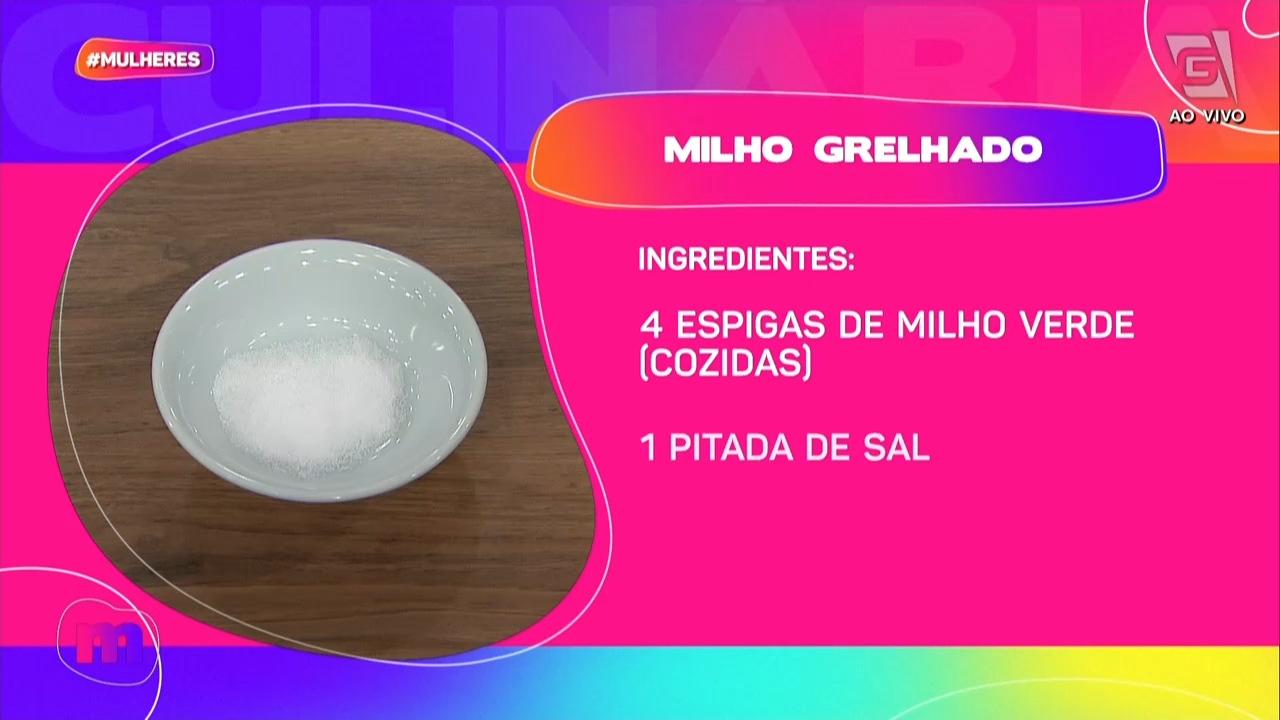 CULINÁRIA
#MULHERES
G
AO VIVO
MILHO GRELHADO
INGREDIENTES:
4 ESPIGAS DE MILHO VERDE
(COZIDAS)
1 PITADA DE SAL
m